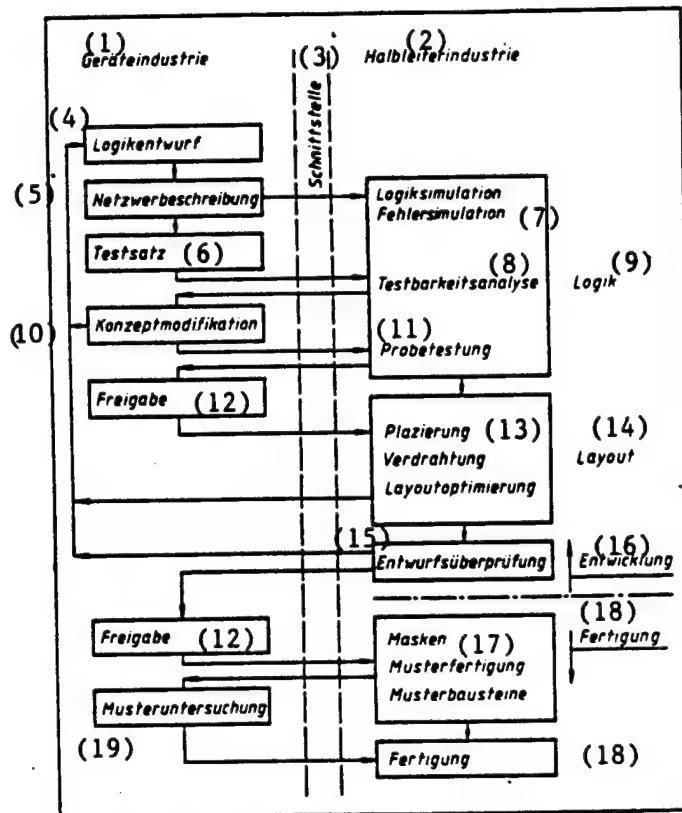 (1) (2)
Geräteindustrie (3) Halbleiterindustrie
Schnittstelle
(4)
Logikentwurf
(5) Netzwerbeschreibung
Logiksimulation
Fehlersimulation (7)
Testsatz (6)
(8) (9)
Testbarkeitsanalyse Logik
(10) Konzeptmodifikation
(11)
Probetestung
Freigabe (12)
Plazierung (13) (14)
Verdrahtung Layout
Layoutoptimierung
(15) (16)
Entwurfsüberprüfung Entwicklung
(18)
Freigabe (12)
Masken (17) Fertigung
Musterfertigung
Musterbausteine
Musteruntersuchung
(19)
Fertigung (18)